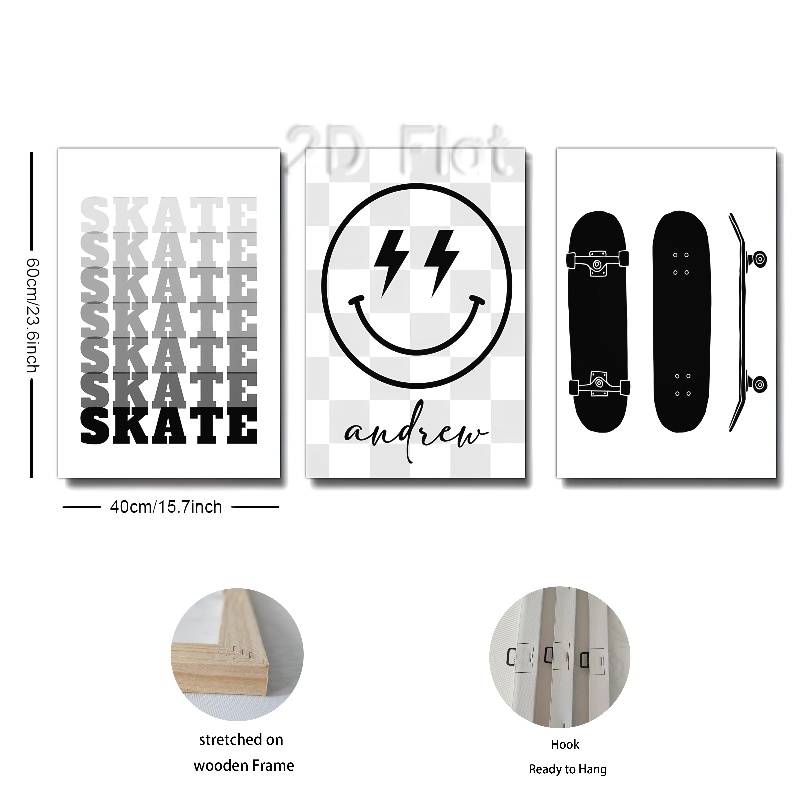 2D Flat
SKATE
SKATE
SKATE
SKATE
SKATE
SKATE
SKATE
andrew
60cm/23.6inch
40cm/15.7inch
stretched on
wooden Frame
Hook
Ready to Hang